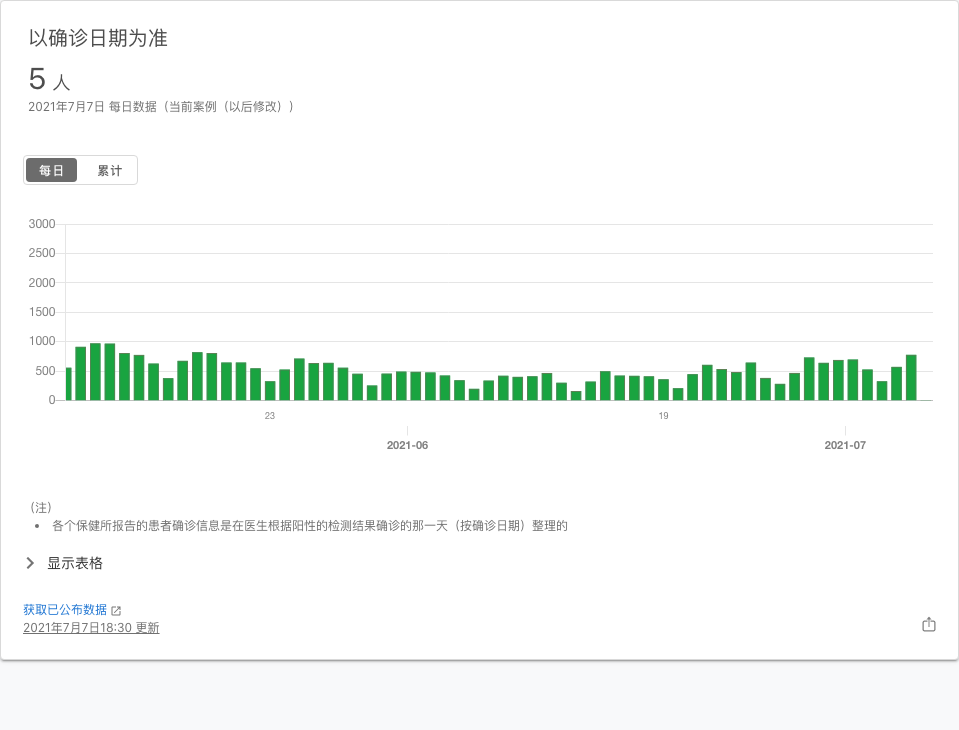 以确诊日期为准
5 人
2021年7月7日 每日数据（当前案例（以后修改））
每日 累计
3000
2500
2000
1500
1000
500
0
23 19
2021-06 2021-07
（注）
• 各个保健所报告的患者确诊信息是在医生根据阳性的检测结果确诊的那一天（按确诊日期）整理的
显示表格
获取已公布数据
2021年7月7日18:30 更新